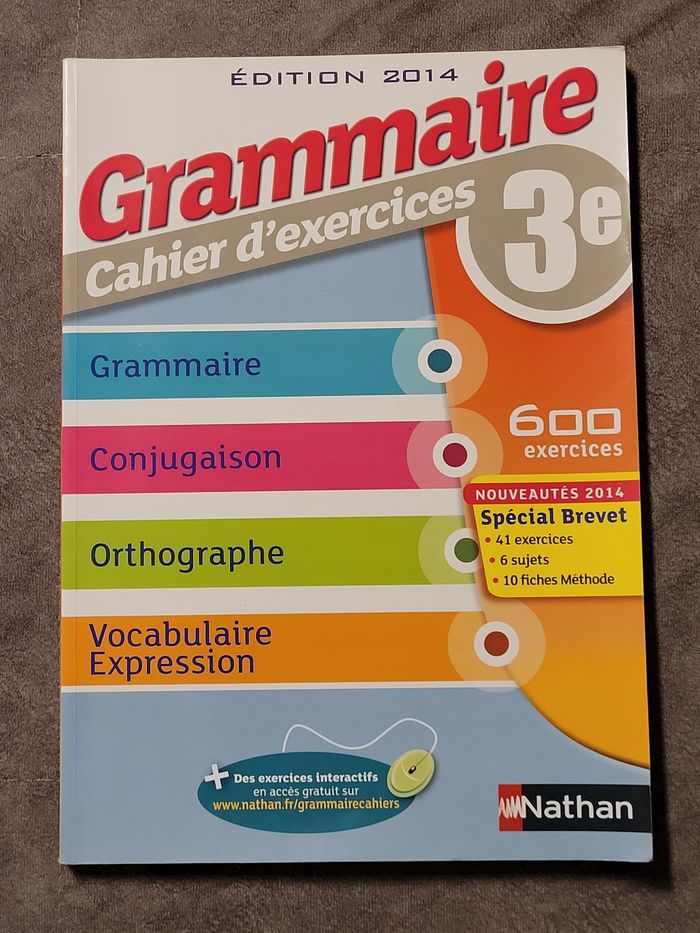 ÉDITION 2014
Grammaire
Cahier d'exercices
3e
Grammaire
600
exercices
Conjugaison
NOUVEAUTÉS 2014
Spécial Brevet
• 41 exercices
• 6 sujets
• 10 fiches Méthode
Orthographe
Vocabulaire
Expression
+ Des exercices interactifs
en accès gratuit sur
www.nathan.fr/grammairecahiers
Nathan